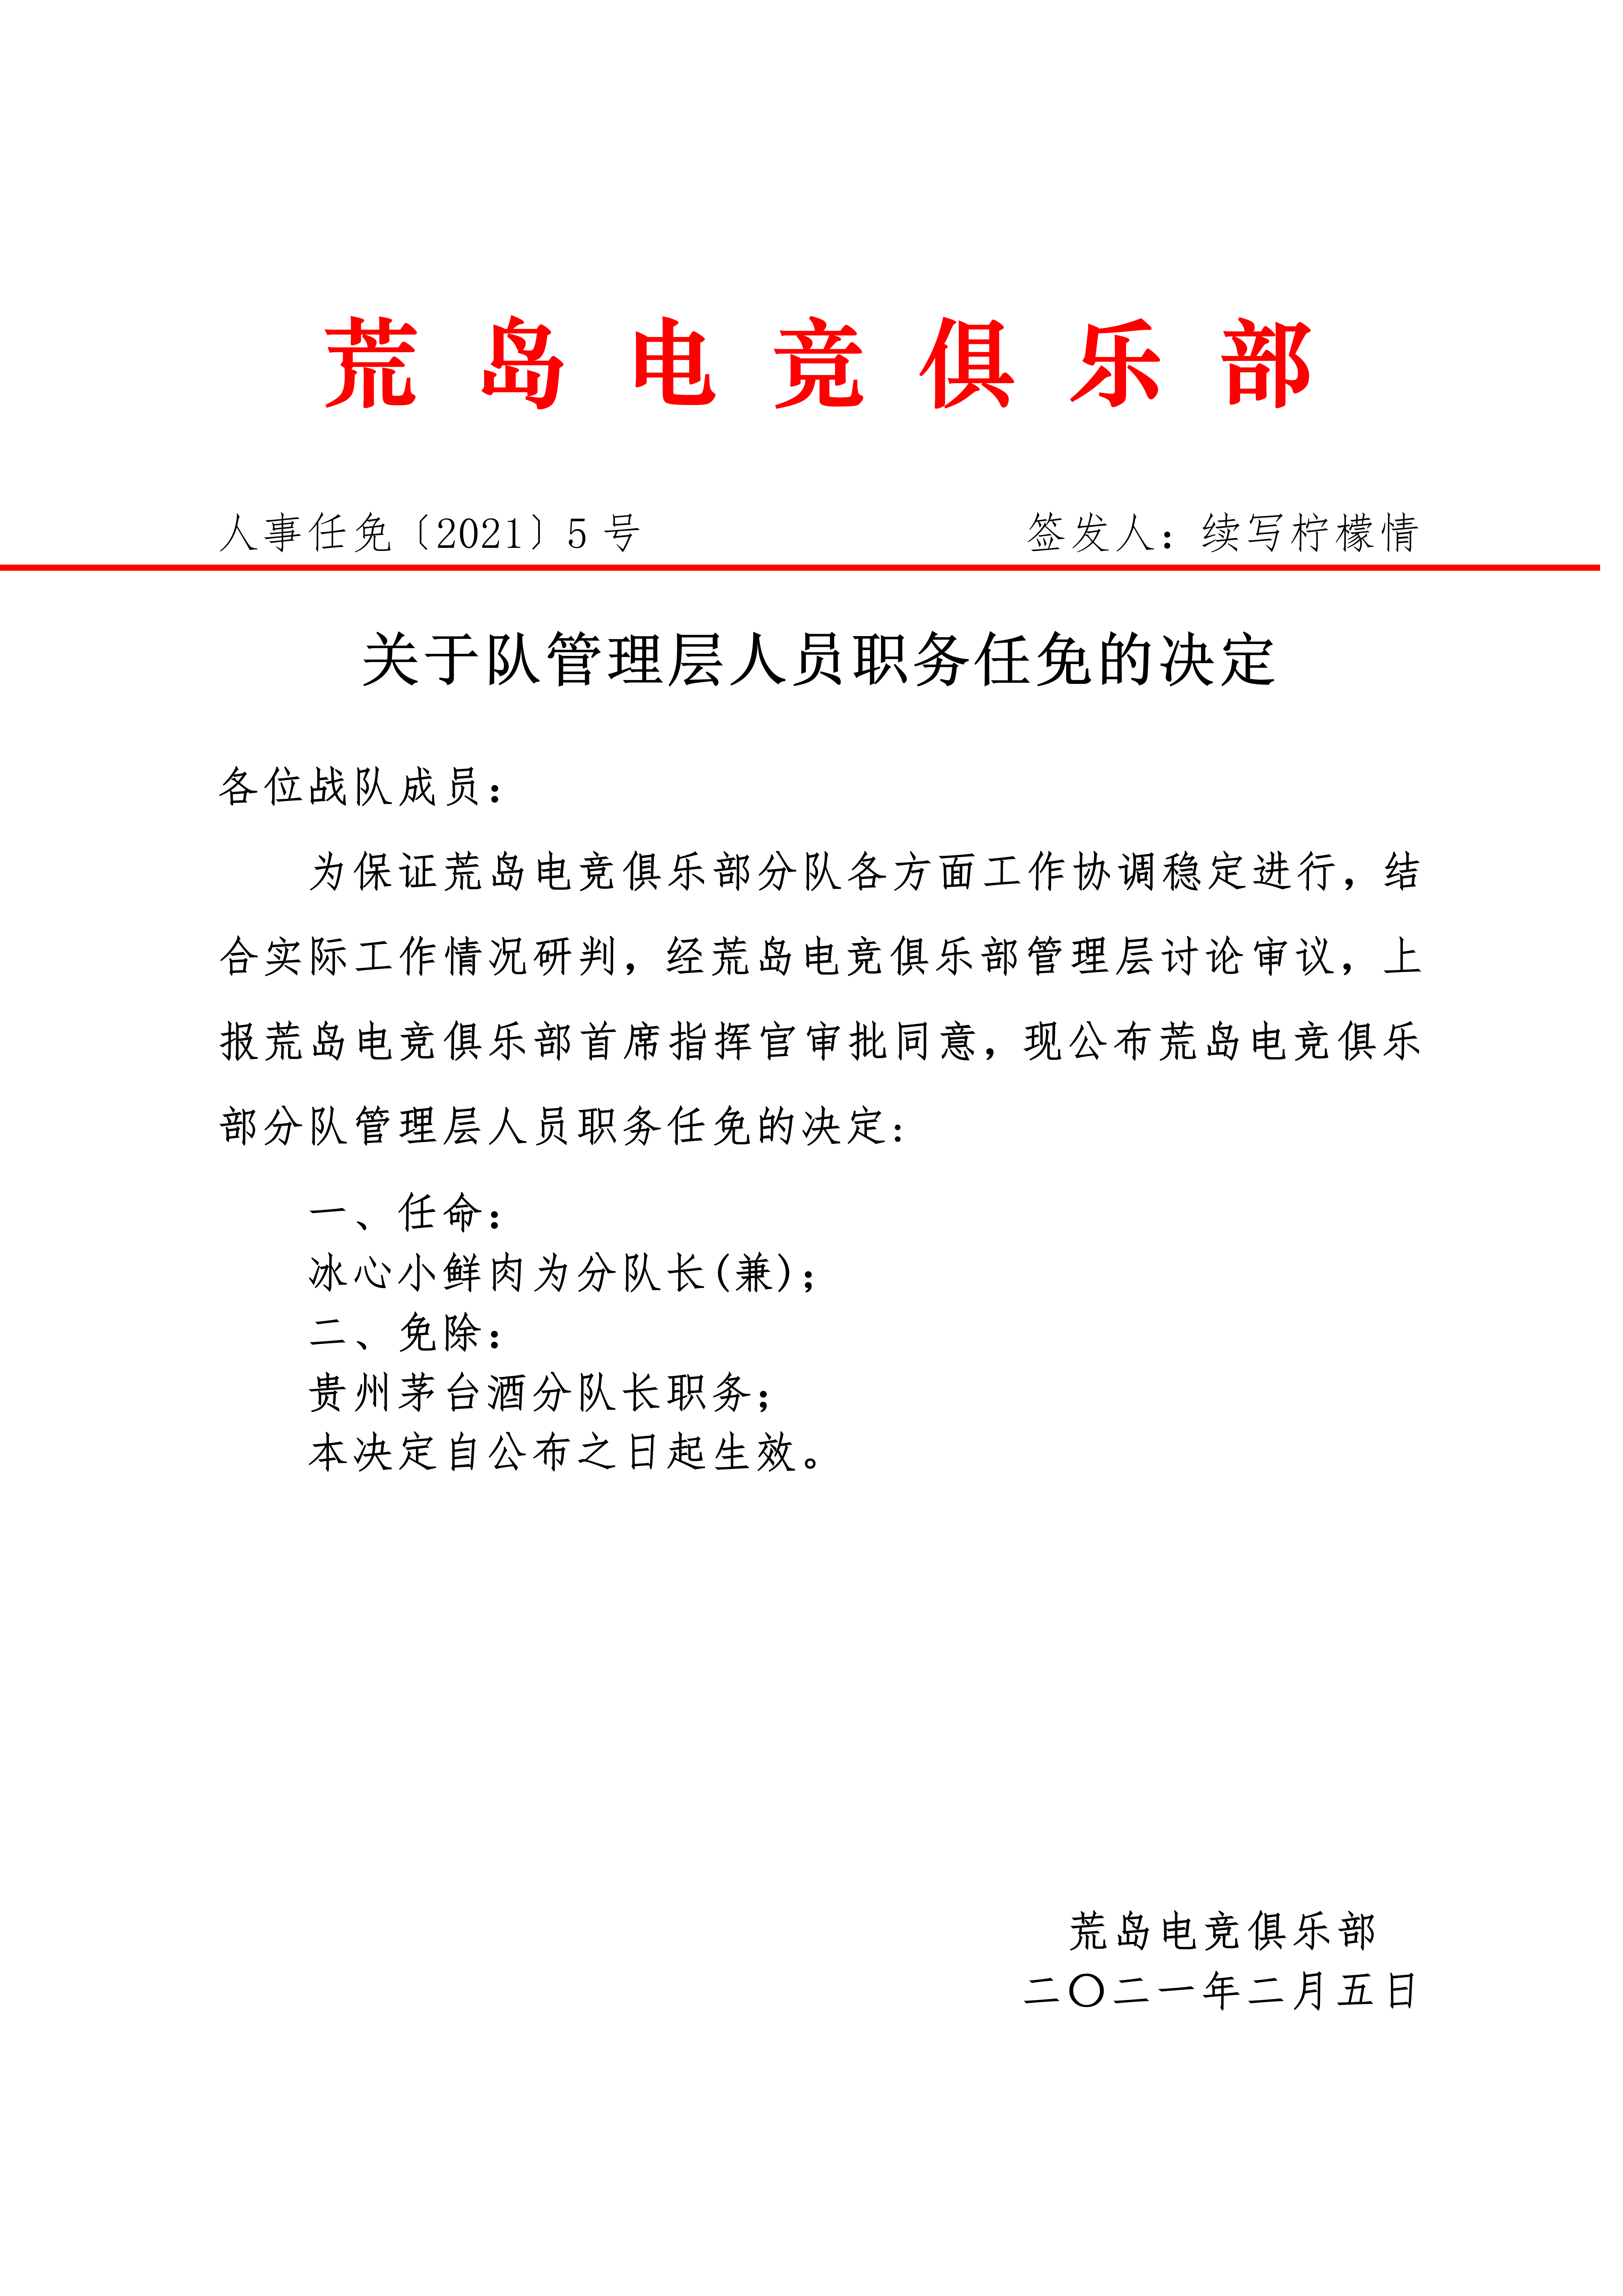 荒岛电竞俱乐部
人事任免〔2021〕5号 签发人：续写柠檬情
关于队管理层人员职务任免的决定
各位战队成员：
为保证荒岛电竞俱乐部分队各方面工作协调稳定进行，结
合实际工作情况研判，经荒岛电竞俱乐部管理层讨论审议，上
报荒岛电竞俱乐部首席指挥官审批同意，现公布荒岛电竞俱乐
部分队管理层人员职务任免的决定:
一、任命：
冰心小鲜肉为分队长(兼)；
二、免除：
贵州茅台酒分队长职务；
本决定自公布之日起生效。
荒岛电竞俱乐部
二〇二一年二月五日